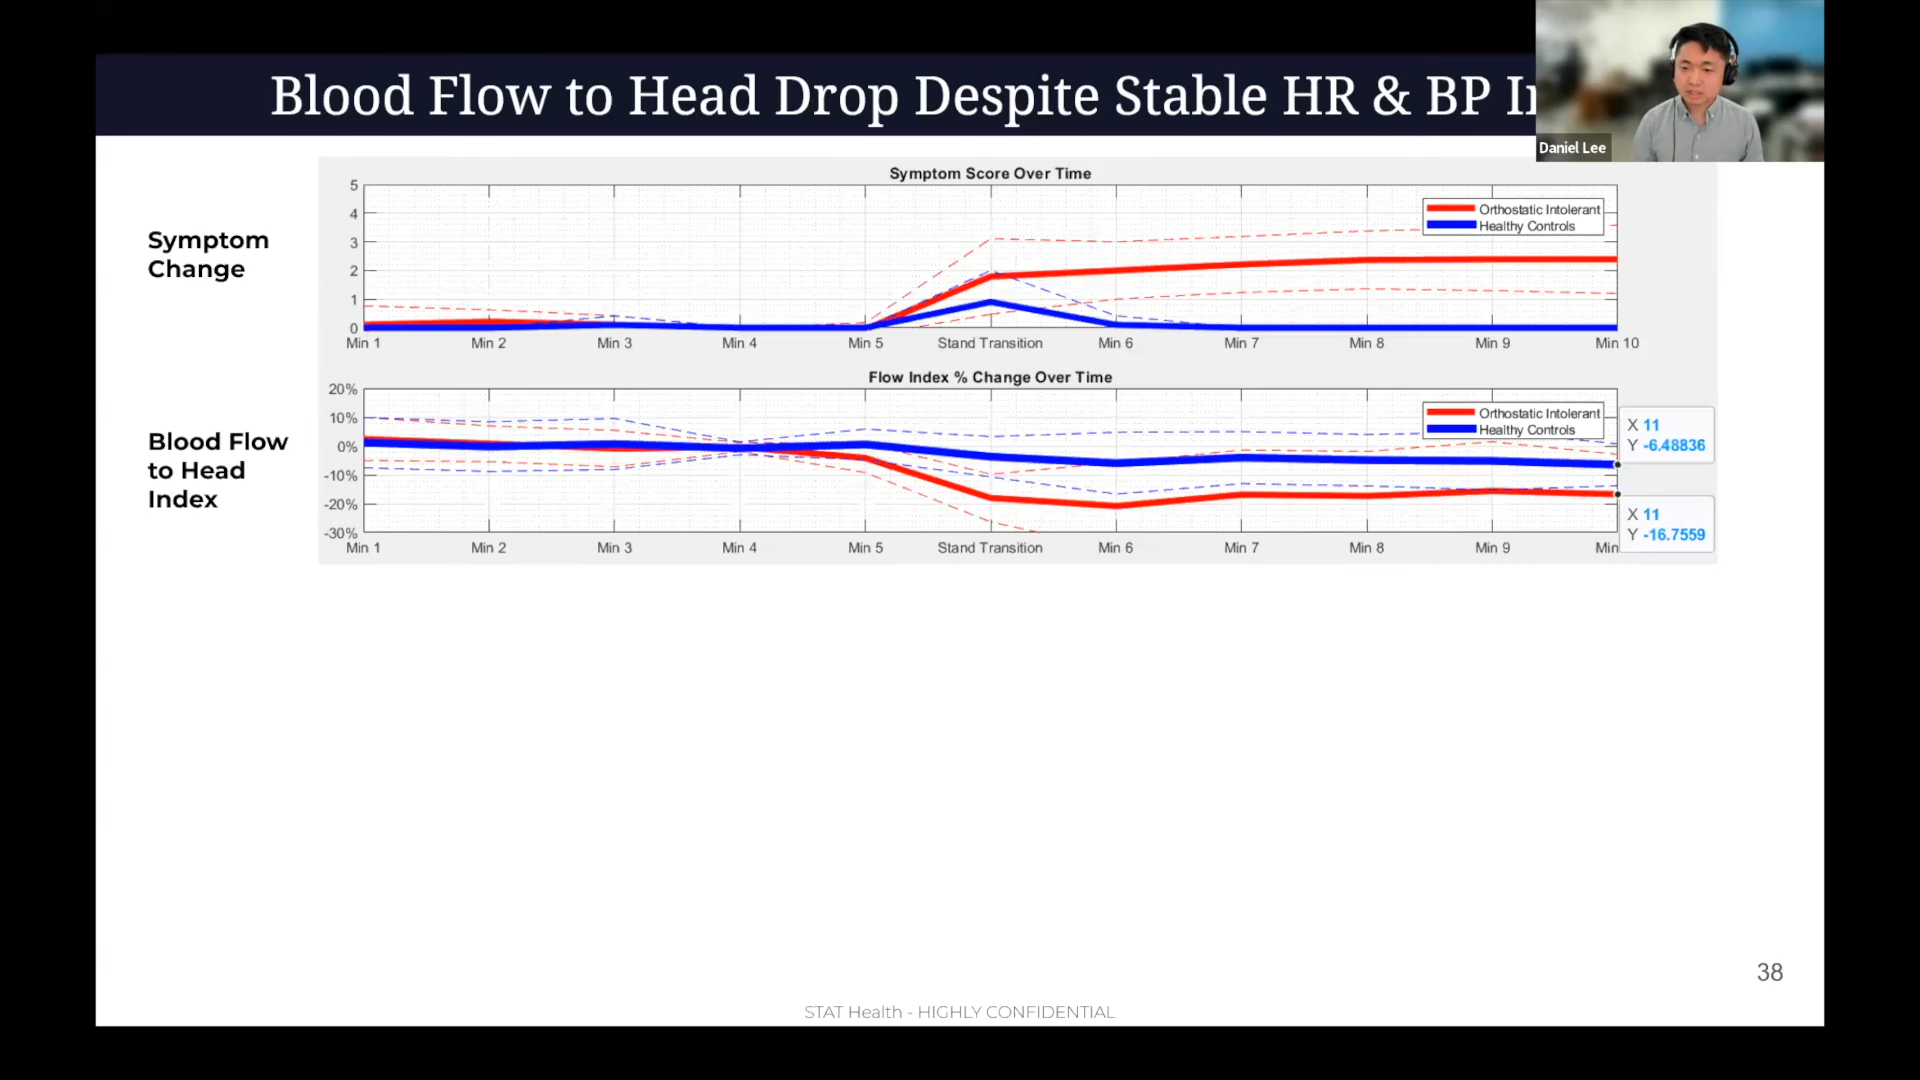 Blood Flow to Head Drop Despite Stable HR & BP
Daniel Lee
Symptom
Change
Symptom Score Over Time
5
4
3
2
1
0
Orthostatic Intolerant
Healthy Controls
Min 1 Min 2 Min 3 Min 4 Min 5 Stand Transition Min 6 Min 7 Min 8 Min 9 Min 10
Blood Flow
to Head
Index
Flow Index % Change Over Time
20%
10%
0%
-10%
-20%
-30%
Orthostatic Intolerant
Healthy Controls
X 11
Y -6.48836
X 11
Y -16.7559
Min 1 Min 2 Min 3 Min 4 Min 5 Stand Transition Min 6 Min 7 Min 8 Min 9 Min
38
STAT Health - HIGHLY CONFIDENTIAL